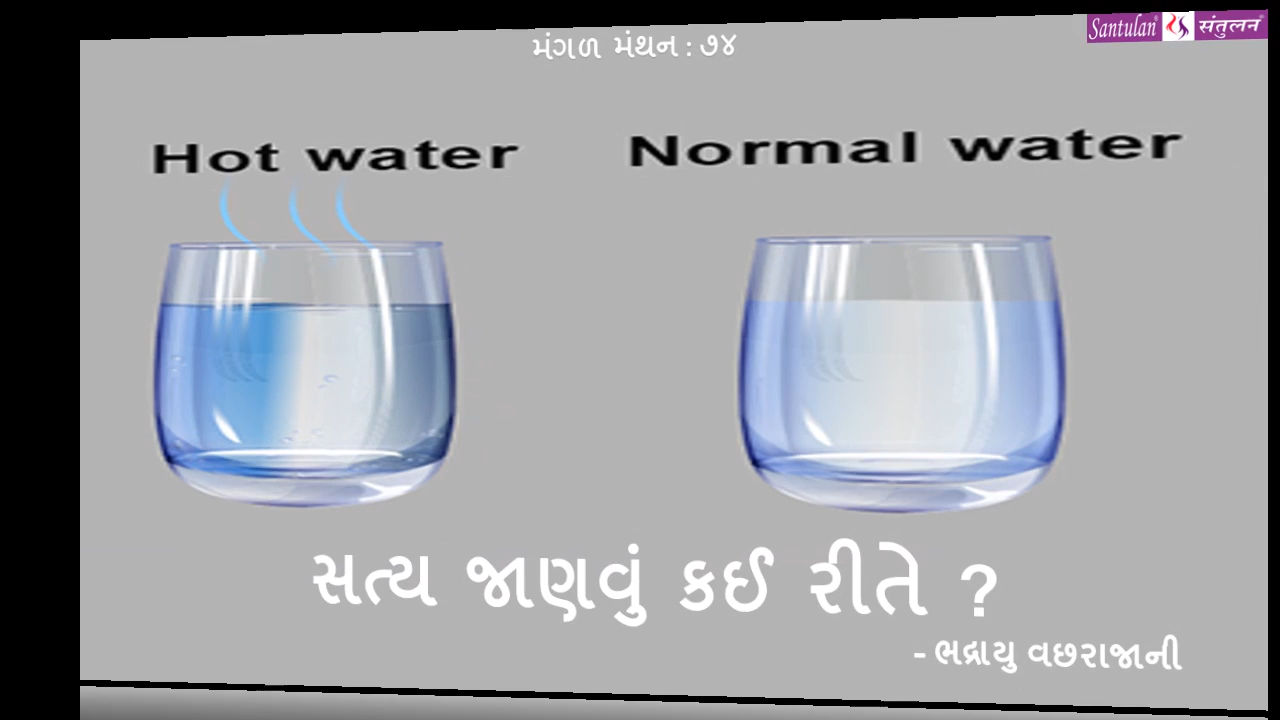 Santulan® संतुलन®
મંગળ મંથન : ૭૪
Hot water
Normal water
સત્ય જાણવું કઈ રીતે ?
- ભદ્રાયુ વછરાજાની